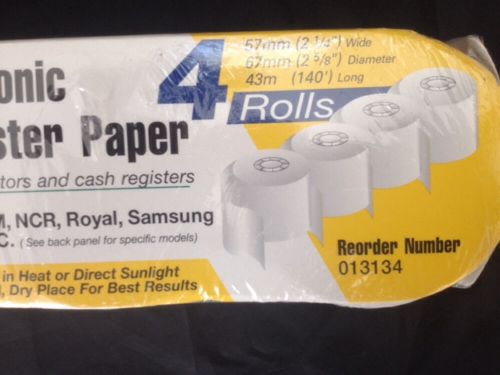 onic
ster Paper
tors and cash registers
M, NCR, Royal, Samsung
C. (See back panel for specific models)
in Heat or Direct Sunlight
, Dry Place For Best Results
4 Rolls
57mm (2 1/4") Wide
67mm (2 5/8") Diameter
43m (140') Long
Reorder Number
013134